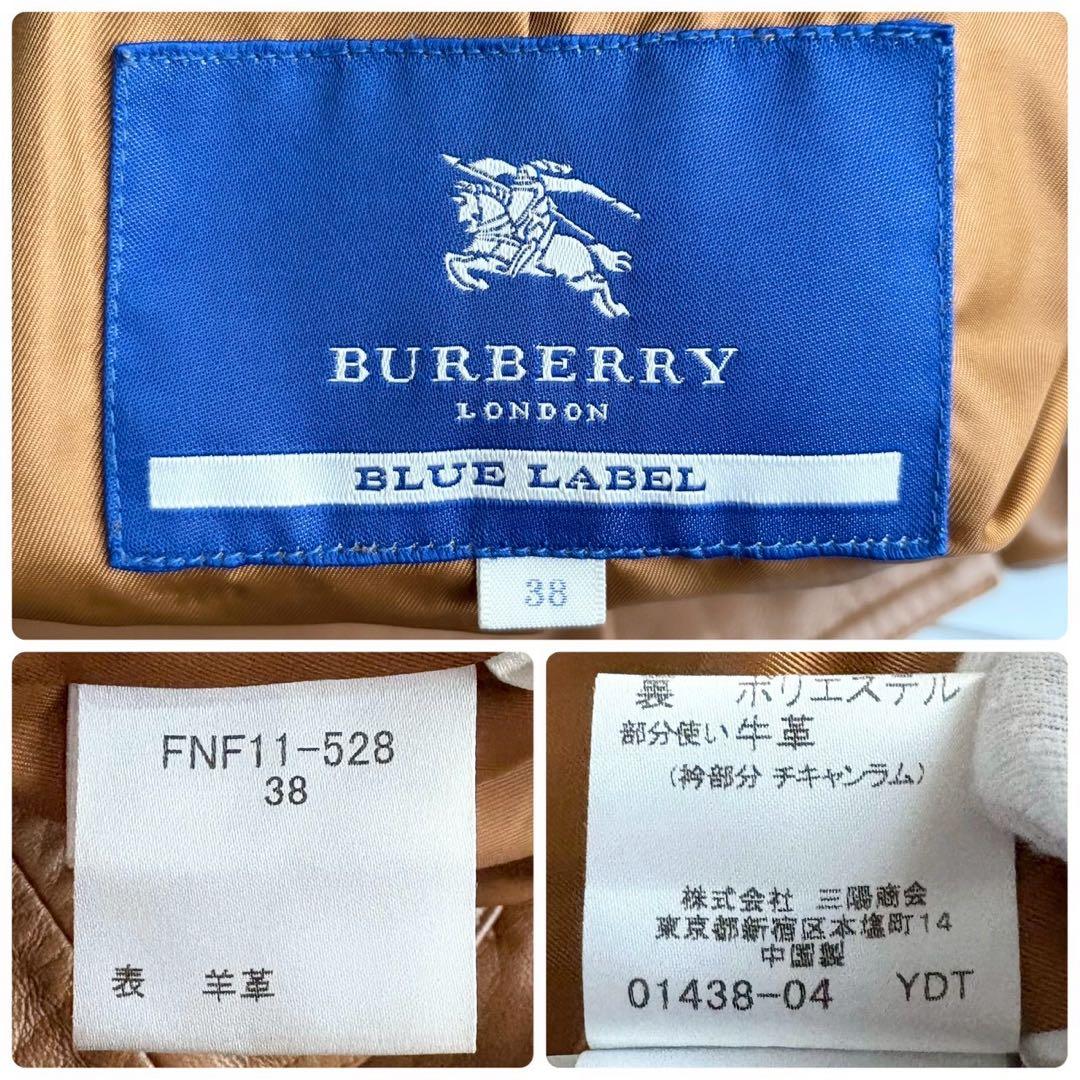 BURBERRY
LONDON
BLUE LABEL
38
FNF11-528
38
表 羊革
裏 ポリエステル
部分使い 牛革
(衿部分 チキャンラム)
株式会社 三陽商会
東京都新宿区本塩町14
中国製
01438-04 YDT